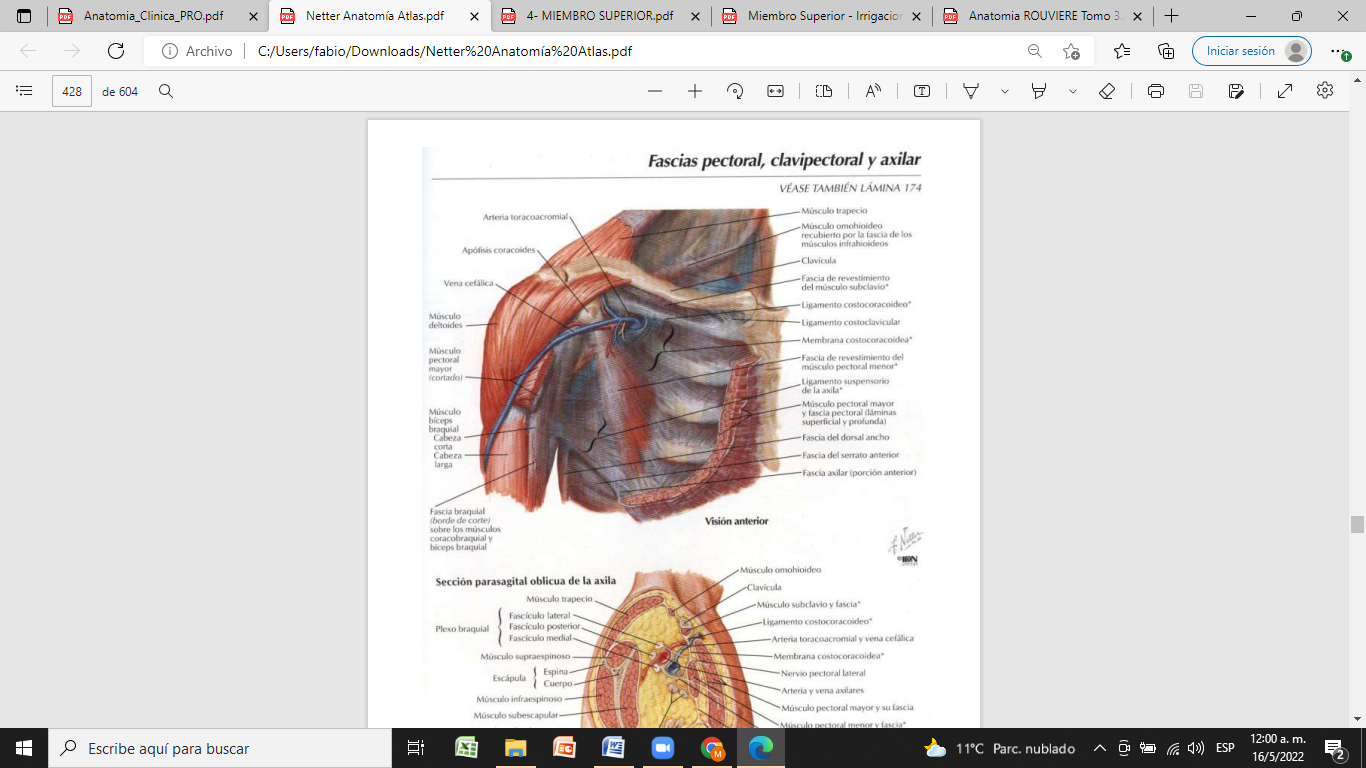 Anatomia_Clinica_PRO.pdf
Netter Anatomía Atlas.pdf
4- MIEMBRO SUPERIOR.pdf
Miembro Superior - Irrigacion
Anatomia ROUVIERE Tomo 3.
Archivo
C:/Users/fabio/Downloads/Netter%20Anatomía%20Atlas.pdf
Iniciar sesión
428 de 604
Fascias pectoral, clavipectoral y axilar
VÉASE TAMBIÉN LÁMINA 174
Arteria toracoacromial
Apófisis coracoides
Vena cefálica
Músculo
deltoides
Músculo
pectoral
mayor
(cortado)
Músculo
bíceps
braquial
Cabeza
corta
Cabeza
larga
Fascia braquial
(borde de corte)
sobre los músculos
coracobraquial y
bíceps braquial
Músculo trapecio
Músculo omohioideo
recubierto por la fascia de los
músculos infrahioideos
Clavícula
Fascia de revestimiento
del músculo subclavio*
Ligamento costocoracoideo*
Ligamento costoclavicular
Membrana costocoracoidea*
Fascia de revestimiento del
músculo pectoral menor*
Ligamento suspensorio
de la axila*
Músculo pectoral mayor
y fascia pectoral (láminas
superficial y profunda)
Fascia del dorsal ancho
Fascia del serrato anterior
Fascia axilar (porción anterior)
Visión anterior
Sección parasagital oblicua de la axila
Músculo trapecio
Plexo braquial
Fascículo lateral
Fascículo posterior
Fascículo medial
Músculo supraespinoso
Escápula
Espina
Cuerpo
Músculo infraespinoso
Músculo subescapular
Músculo omohioideo
Clavícula
Músculo subclavio y fascia*
Ligamento costocoracoideo*
Arteria toracoacromial y vena cefálica
Membrana costocoracoidea*
Nervio pectoral lateral
Arteria y vena axilares
Músculo pectoral mayor y su fascia
Músculo pectoral menor y fascia*
Escribe aquí para buscar
11°C Parc. nublado
ESP
12:00 a. m.
16/5/2022
2